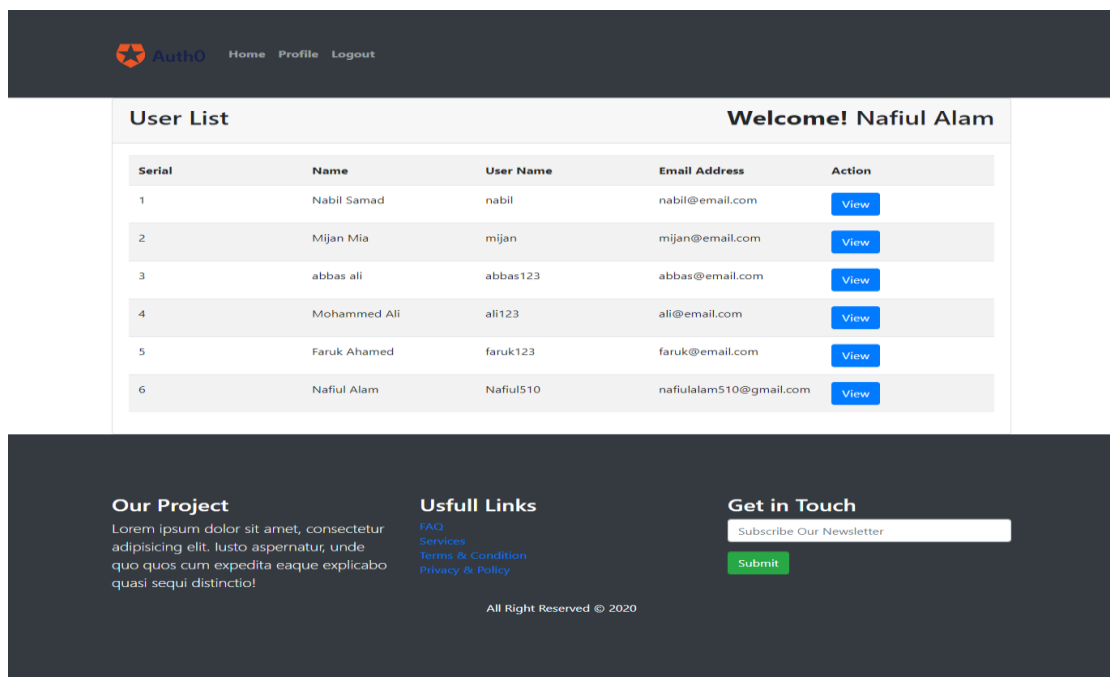 Auth0 Home Profile Logout
User List Welcome! Nafiul Alam
Serial Name User Name Email Address Action
1 Nabil Samad nabil nabil@email.com View
2 Mijan Mia mijan mijan@email.com View
3 abbas ali abbas123 abbas@email.com View
4 Mohammed Ali ali123 ali@email.com View
5 Faruk Ahamed faruk123 faruk@email.com View
6 Nafiul Alam Nafiul510 nafiulalam510@gmail.com View
Our Project
Lorem ipsum dolor sit amet, consectetur
adipisicing elit. Iusto aspernatur, unde
quo quos cum expedita eaque explicabo
quasi sequi distinctio!
Usfull Links
FAQ
Services
Terms & Condition
Privacy & Policy
Get in Touch
Subscribe Our Newsletter
Submit
All Right Reserved © 2020